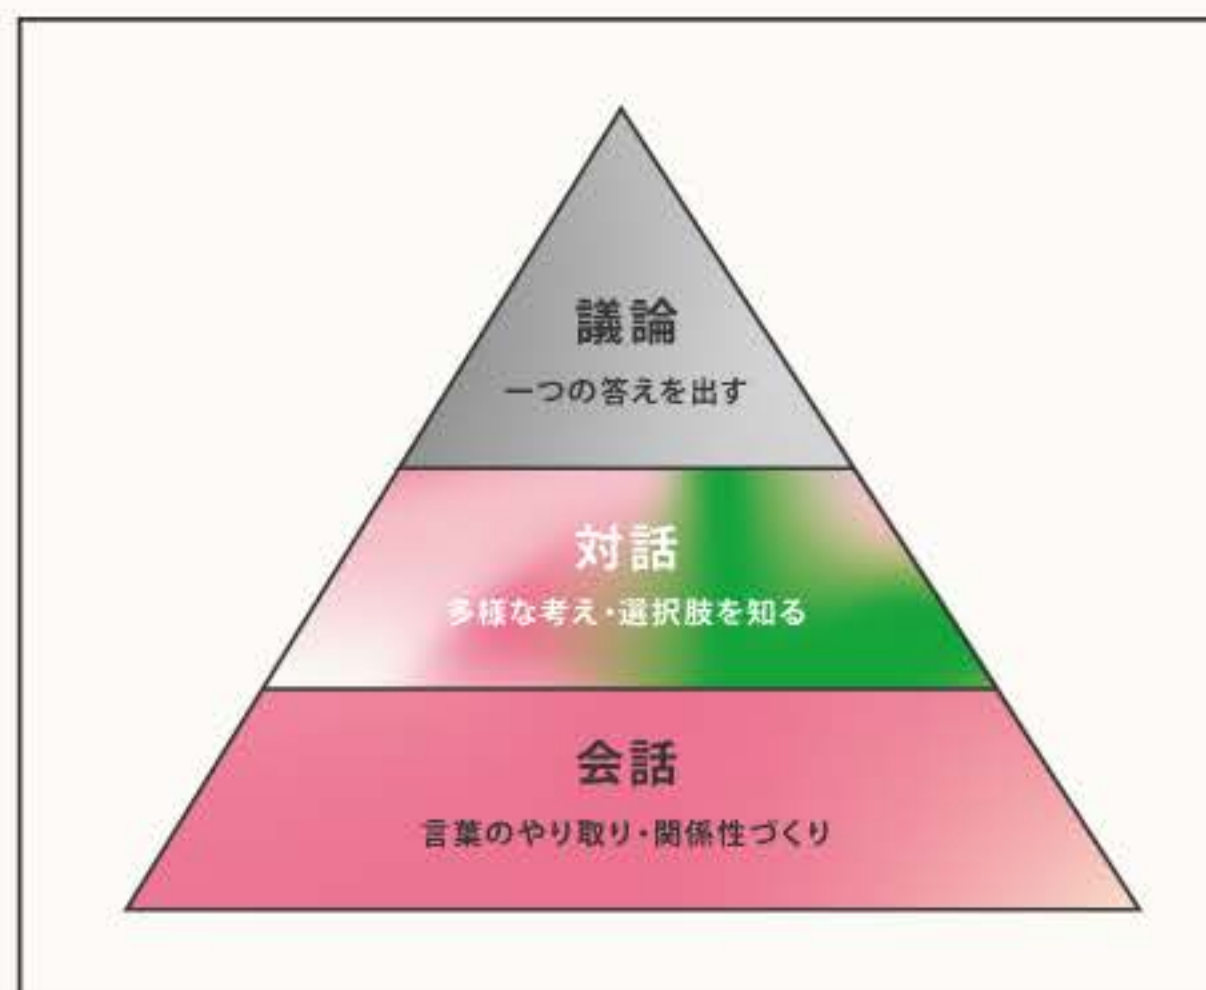 議論
一つの答えを出す
対話
多様な考え・選択肢を知る
会話
言葉のやり取り・関係性づくり